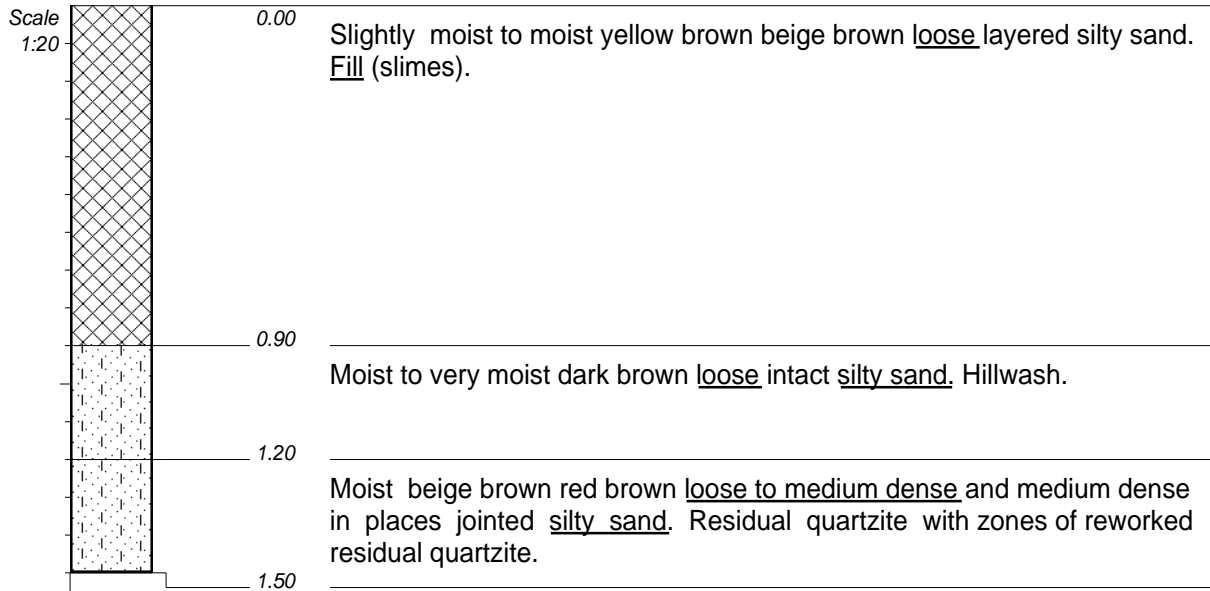 Scale
1:20
0.00
Slightly moist to moist yellow brown beige brown loose layered silty sand.
Fill (slimes).
0.90
Moist to very moist dark brown loose intact silty sand. Hillwash.
1.20
Moist beige brown red brown loose to medium dense and medium dense
in places jointed silty sand. Residual quartzite with zones of reworked
residual quartzite.
1.50